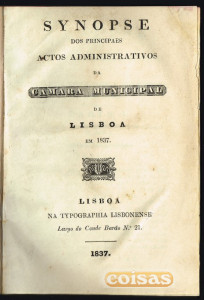 SYNOPSE
DOS PRINCIPAES
ACTOS ADMINISTRATIVOS
DA
CAMARA MUNICIPAL
DE
LISBOA
EM 1837.
LISBOA
NA TYPOGRAPHIA LISBONENSE
Largo do Conde Barão N.º 21.
1837.
coisas